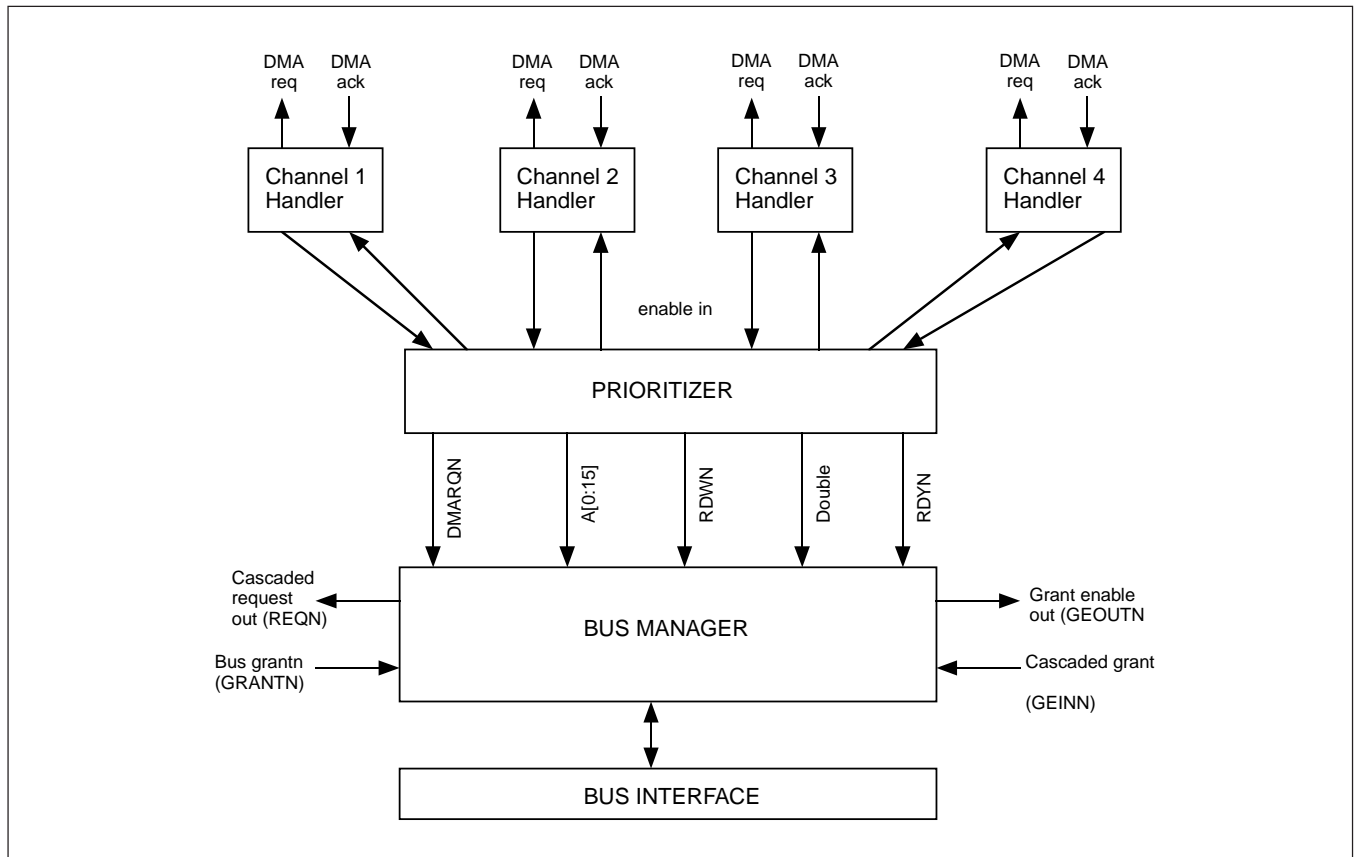 DMA req
DMA ack
DMA req
DMA ack
DMA req
DMA ack
DMA req
DMA ack
Channel 1
Handler
Channel 2
Handler
Channel 3
Handler
Channel 4
Handler
enable in
PRIORITIZER
DMARQN
A[0:15]
RDWN
Double
RDYN
Cascaded
request
out (REQN)
Grant enable
out (GEOUTN
BUS MANAGER
Bus grantn
(GRANTN)
Cascaded grant
(GEINN)
BUS INTERFACE